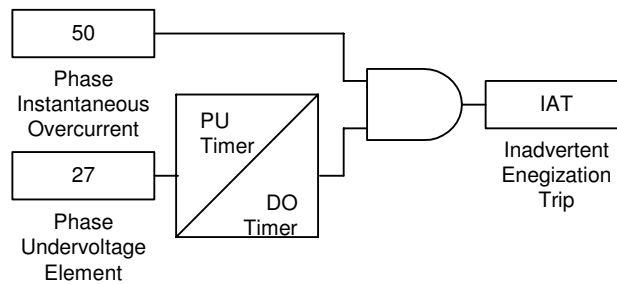 50
Phase
Instantaneous
Overcurrent
27
Phase
Undervoltage
Element
PU
Timer
DO
Timer
IAT
Inadvertent
Enegization
Trip